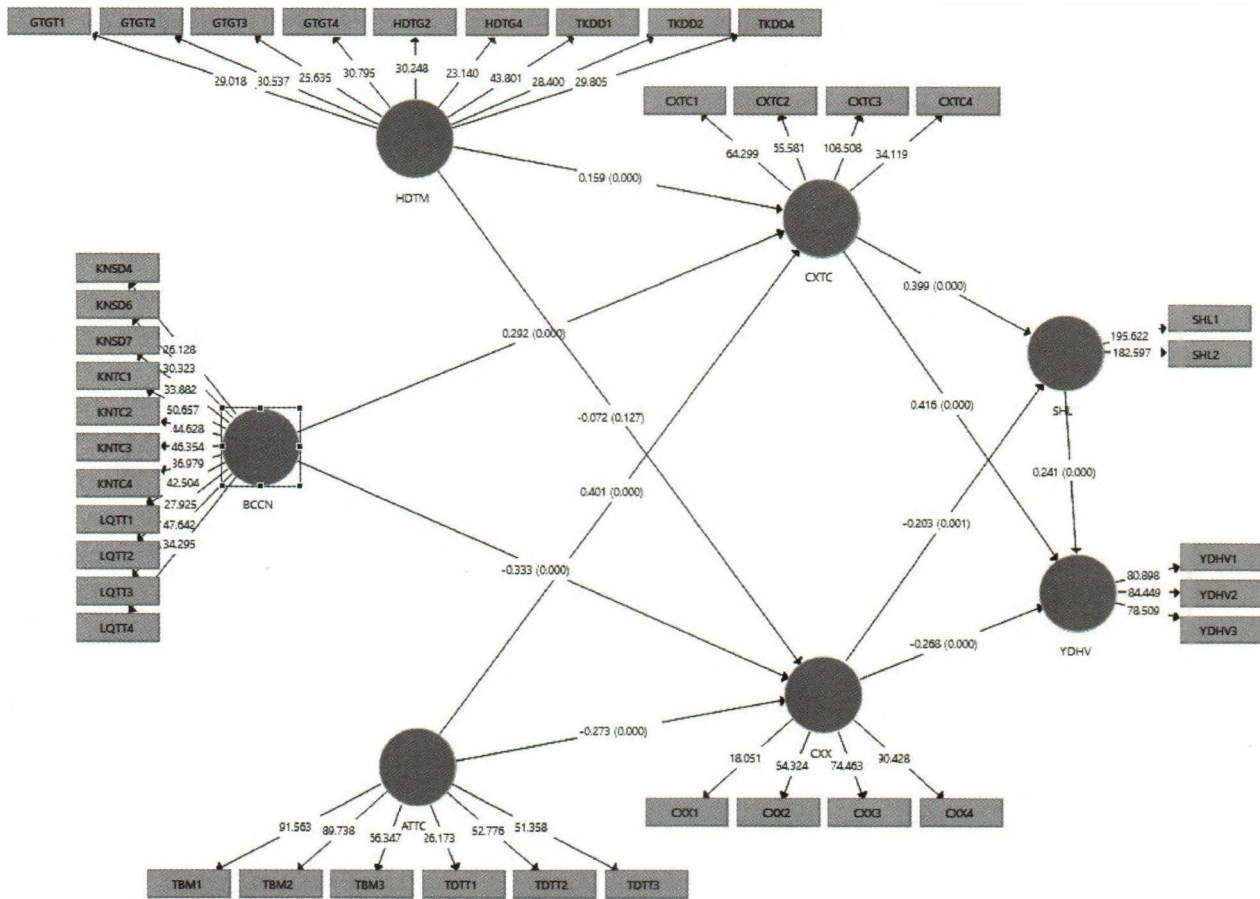 GTGT1 GTGT2 GTGT3 GTGT4 HDTG2 HDTG4 TKDD1 TKDD2 TKDD4
29.018 30.537 25.635 30.795 30.248 23.140 43.801 28.400 29.805
HDTM
CXTC1 CXTC2 CXTC3 CXTC4
64.299 55.581 108.508 34.119
0.159 (0.000)
CXTC
KNSD4
KNSD6
KNSD7
KNTC1
KNTC2
KNTC3
KNTC4
LQTT1
LQTT2
LQTT3
LQTT4
26.128
30.323
33.882
50.657
44.628
46.354
36.979
42.504
27.925
47.642
34.295
BCCN
0.292 (0.000)
0.399 (0.000)
SHL1
SHL2
195.622
182.597
SHL
-0.072 (0.127)
0.416 (0.000)
0.401 (0.000)
0.241 (0.000)
-0.203 (0.001)
-0.333 (0.000)
YDHV1
YDHV2
YDHV3
80.898
84.449
78.509
YDHV
-0.268 (0.000)
-0.273 (0.000)
CXX
18.051 54.324 74.463 90.428
CXX1 CXX2 CXX3 CXX4
ATTC
91.563 89.738 56.347 26.173 52.776 51.358
TBM1 TBM2 TBM3 TDTT1 TDTT2 TDTT3